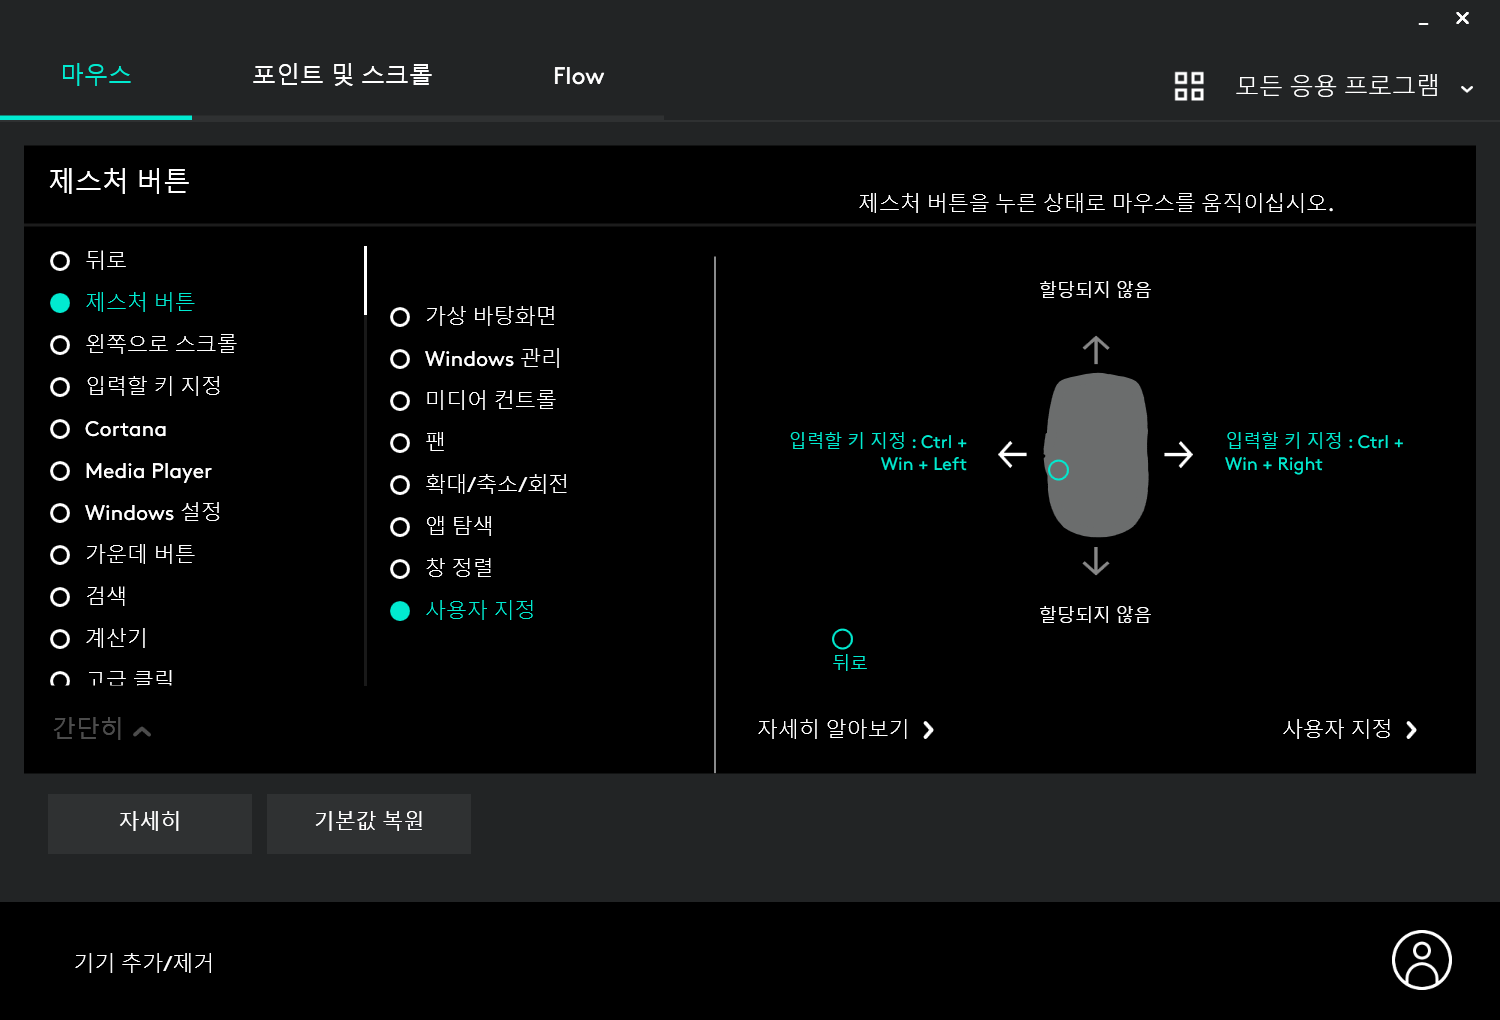 마우스
포인트 및 스크롤
Flow
모든 응용 프로그램
제스처 버튼
제스처 버튼을 누른 상태로 마우스를 움직이십시오.
뒤로
제스처 버튼
왼쪽으로 스크롤
입력할 키 지정
Cortana
Media Player
Windows 설정
가운데 버튼
검색
계산기
고급 클릭
간단히
가상 바탕화면
Windows 관리
미디어 컨트롤
팬
확대/축소/회전
앱 탐색
창 정렬
사용자 지정
할당되지 않음
입력할 키 지정 : Ctrl +
Win + Left
입력할 키 지정 : Ctrl +
Win + Right
할당되지 않음
뒤로
자세히 알아보기
사용자 지정
자세히
기본값 복원
기기 추가/제거